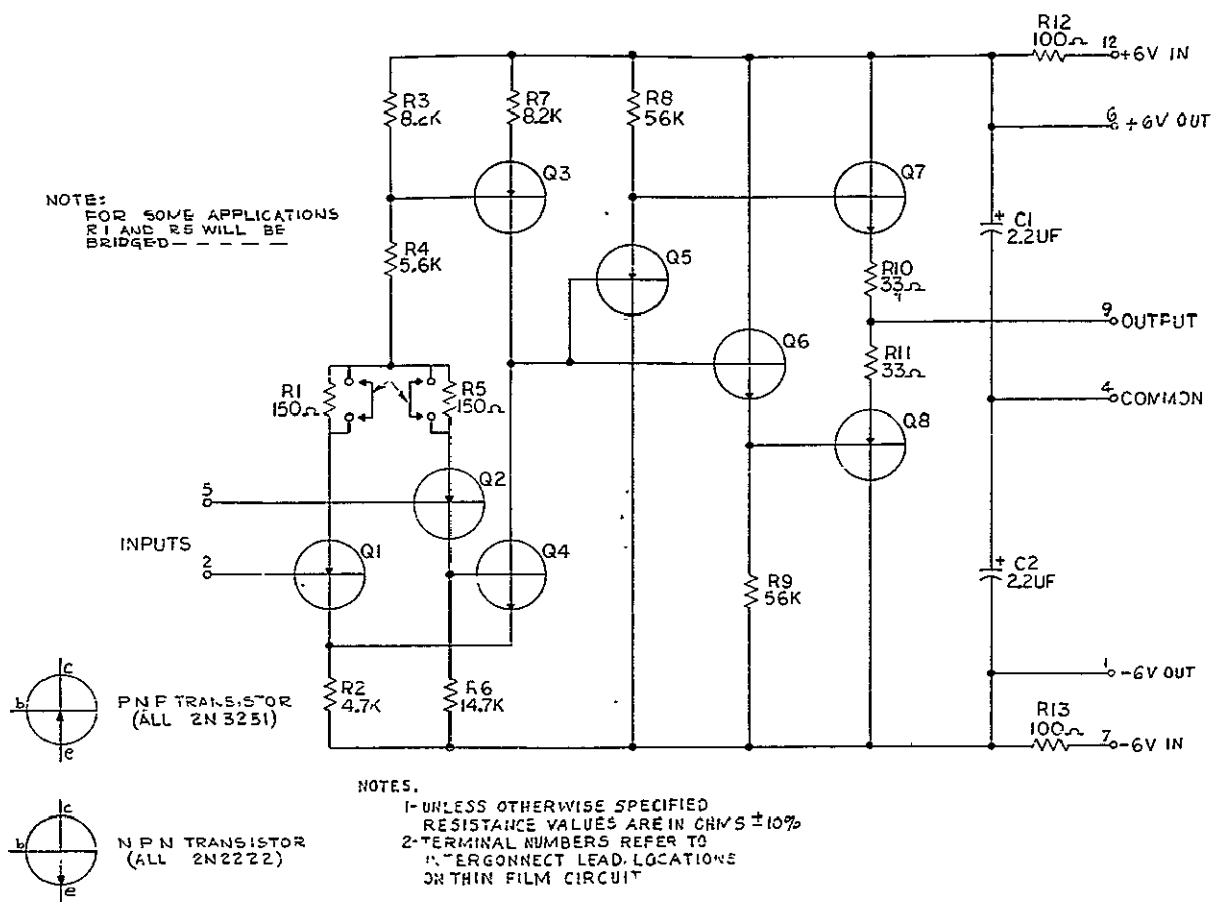 R12
100Ω
12
+6V IN
R3
8.2K
R7
8.2K
R8
56K
6
+6V OUT
Q3
Q7
NOTE:
FOR SOME APPLICATIONS
R1 AND R5 WILL BE
BRIDGED-----
R4
5.6K
+
C1
2.2UF
Q5
R10
33Ω
9
OUTPUT
Q6
R11
33Ω
R1
150Ω
R5
150Ω
4
COMMON
Q8
5
Q2
INPUTS
2
Q1
Q4
+
C2
2.2UF
R9
56K
1
-6V OUT
R2
4.7K
R6
14.7K
R13
100Ω
7
-6V IN
c
b
e
PNP TRANSISTOR
(ALL 2N3251)
c
b
e
NPN TRANSISTOR
(ALL 2N2222)
NOTES.
1-UNLESS OTHERWISE SPECIFIED
RESISTANCE VALUES ARE IN OHMS ±10%
2-TERMINAL NUMBERS REFER TO
INTERGONNECT LEAD LOCATIONS
ON THIN FILM CIRCUIT